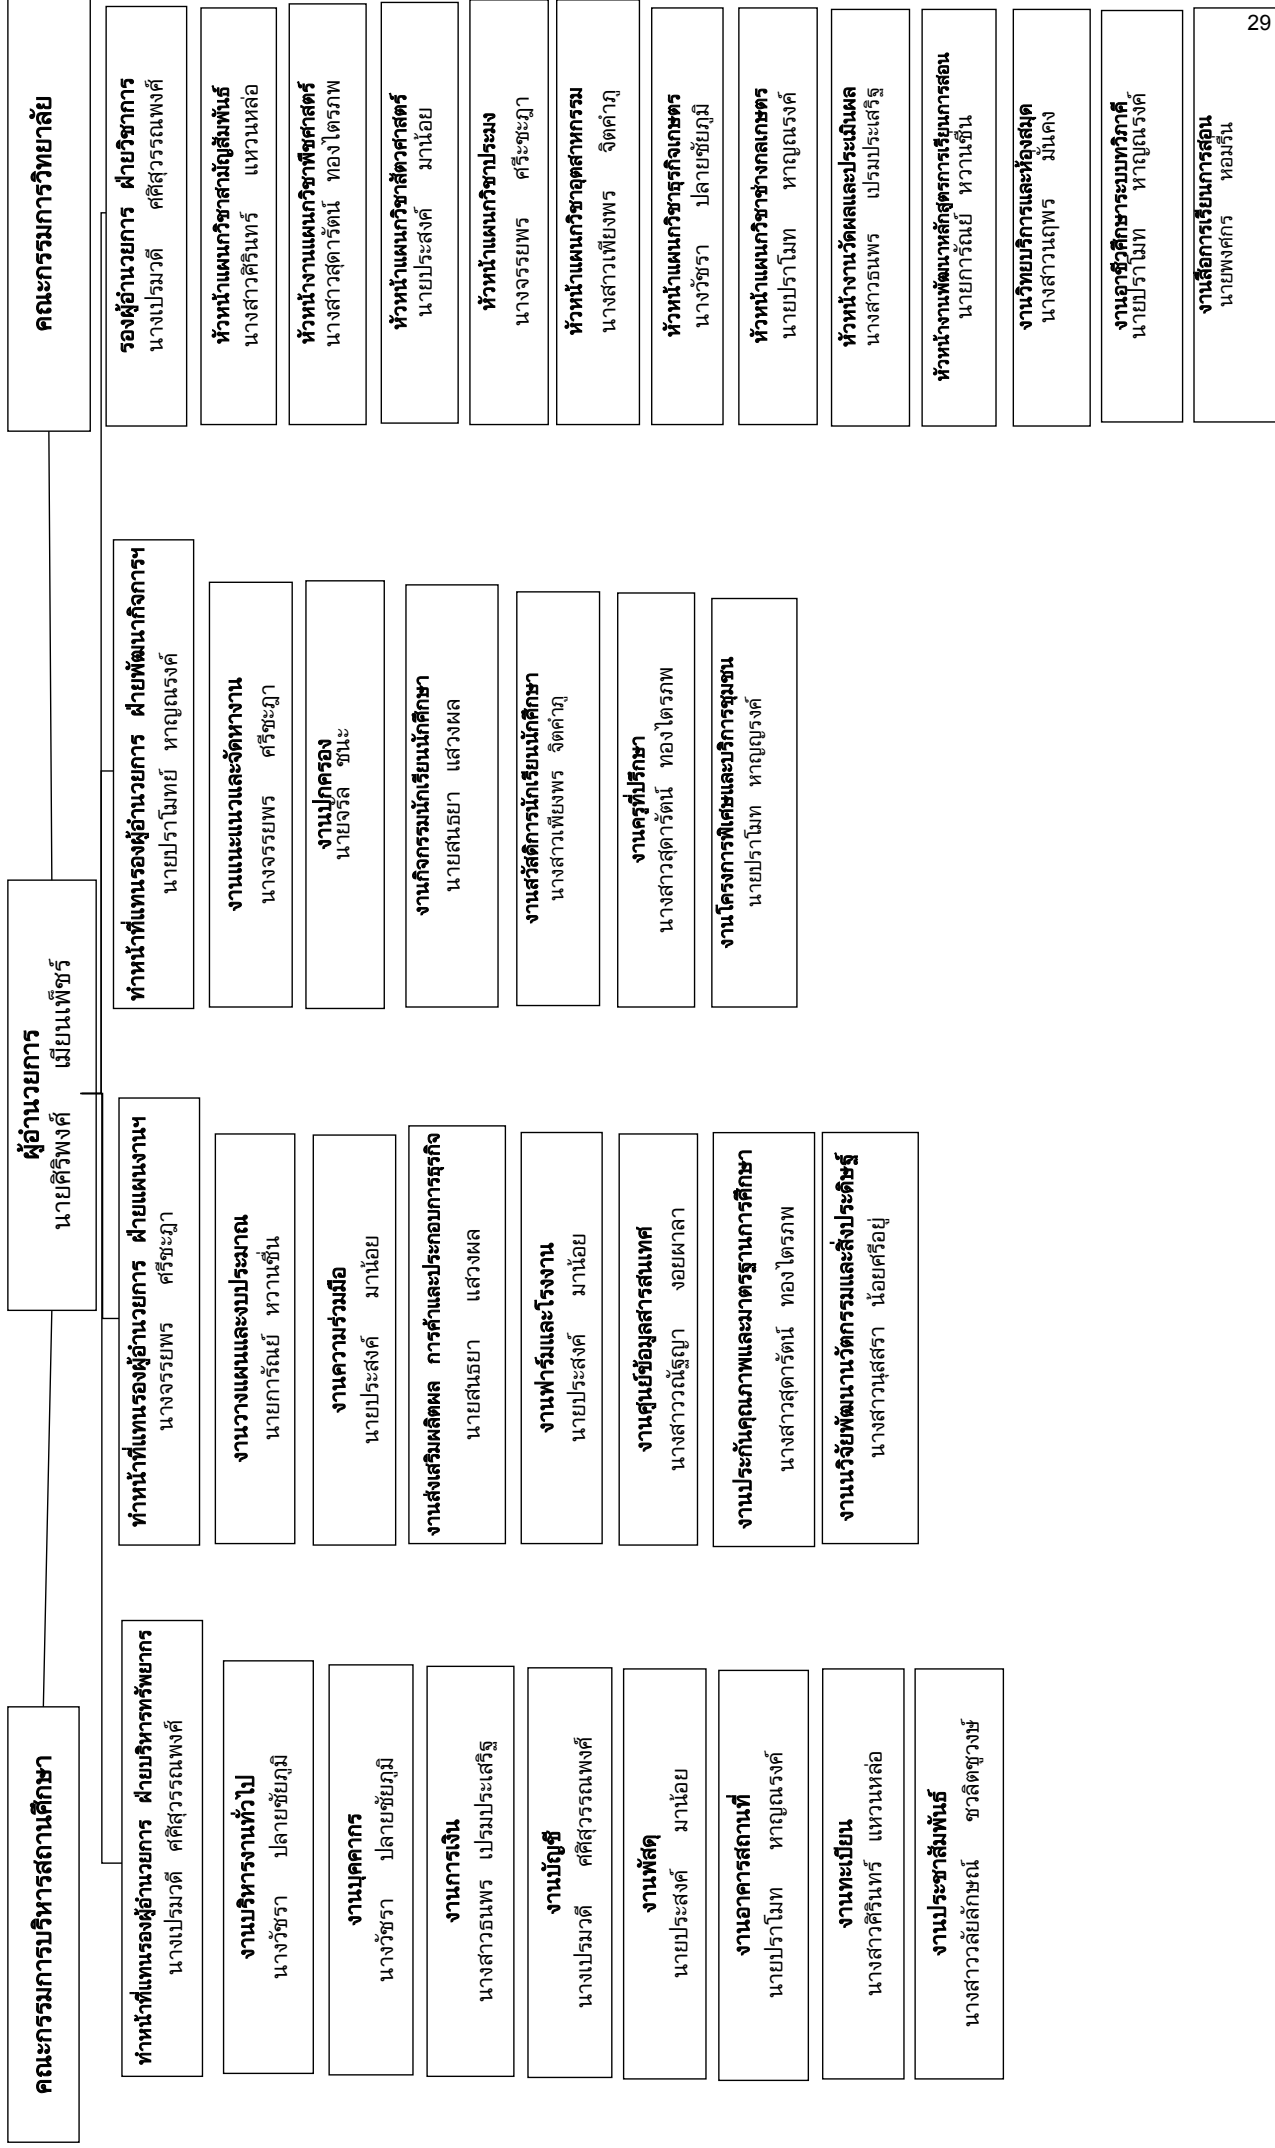 คณะกรรมการบริหารสถานศึกษา
ผู้อำนวยการ
นายศิริพงศ์ เมียนเพ็ชร์
คณะกรรมการวิทยาลัย
ทำหน้าที่แทนรองผู้อำนวยการ ฝ่ายบริหารทรัพยากร
นางเปรมวดี ศศิสุวรรณพงศ์
งานบริหารงานทั่วไป
นางวัชรา ปลายชัยภูมิ
งานบุคคากร
นางวัชรา ปลายชัยภูมิ
งานการเงิน
นางสาวธนพร เปรมประเสริฐ
งานบัญชี
นางเปรมวดี ศศิสุวรรณพงศ์
งานพัสดุ
นายประสงค์ มาน้อย
งานอาคารสถานที่
นายปราโมท หาญณรงค์
งานทะเบียน
นางสาวศิรินทร์ แหวนหล่อ
งานประชาสัมพันธ์
นางสาววลัยลักษณ์ ชวลิตชูวงษ์
ทำหน้าที่แทนรองผู้อำนวยการ ฝ่ายแผนงานฯ
นางจรรยพร ศรีชะฎา
งานวางแผนและงบประมาณ
นายการัณย์ หวานชื่น
งานความร่วมมือ
นายประสงค์ มาน้อย
งานส่งเสริมผลิตผล การค้าและประกอบการธุรกิจ
นายสนธยา แสวงผล
งานฟาร์มและโรงงาน
นายประสงค์ มาน้อย
งานศูนย์ข้อมูลสารสนเทศ
นางสาววณัฐญา งอยผาลา
งานประกันคุณภาพและมาตรฐานการศึกษา
นางสาวสุดารัตน์ ทองไตรภพ
งานนวิจัยพัฒนานวัตกรรมและสิ่งประดิษฐ์
นางสาวนุสสรา น้อยศรีอยู่
ทำหน้าที่แทนรองผู้อำนวยการ ฝ่ายพัฒนากิจการฯ
นายปราโมทย์ หาญณรงค์
งานแนะแนวและจัดหางาน
นางจรรยพร ศรีชะฎา
งานปกครอง
นายจรัล ชนะ
งานกิจกรรมนักเรียนนักศึกษา
นายสนธยา แสวงผล
งานสวัสดิการนักเรียนนักศึกษา
นางสาวเพียงพร จิตคำภู
งานครูที่ปรึกษา
นางสาวสุดารัตน์ ทองไตรภพ
งานโครงการพิเศษและบริการชุมชน
นายปราโมท หาญญรงค์
รองผู้อำนวยการ ฝ่ายวิชาการ
นางเปรมวดี ศศิสุวรรณพงศ์
หัวหน้าแผนกวิชาสามัญสัมพันธ์
นางสาวศิรินทร์ แหวนหล่อ
หัวหน้างานแผนกวิชาพืชศาสตร์
นางสาวสุดารัตน์ ทองไตรภพ
หัวหน้าแผนกวิชาสัตวศาสตร์
นายประสงค์ มาน้อย
หัวหน้าแผนกวิชาประมง
นางจรรยพร ศรีะชะฎา
หัวหน้าแผนกวิชาอุตสาหกรรม
นางสาวเพียงพร จิตคำภู
หัวหน้าแผนกวิชาธุรกิจเกษตร
นางวัชรา ปลายชัยภูมิ
หัวหน้าแผนกวิชาช่างกลเกษตร
นายปราโมท หาญณรงค์
หัวหน้างานวัดผลและประเมินผล
นางสาวธนพร เปรมประเสริฐ
หัวหน้างานพัฒนาหลักสูตรการเรียนการสอน
นายการัณย์ หวานชืน
งานวิทยบริการและห้องสมุด
นางสาวนฤพร มั่นคง
งานอาชีวศึกษาระบบทวิภาคี
นายปราโมท หาญณรงค์
งานสื่อการเรียนการสอน
นายพงศกร หอมรื่น
29